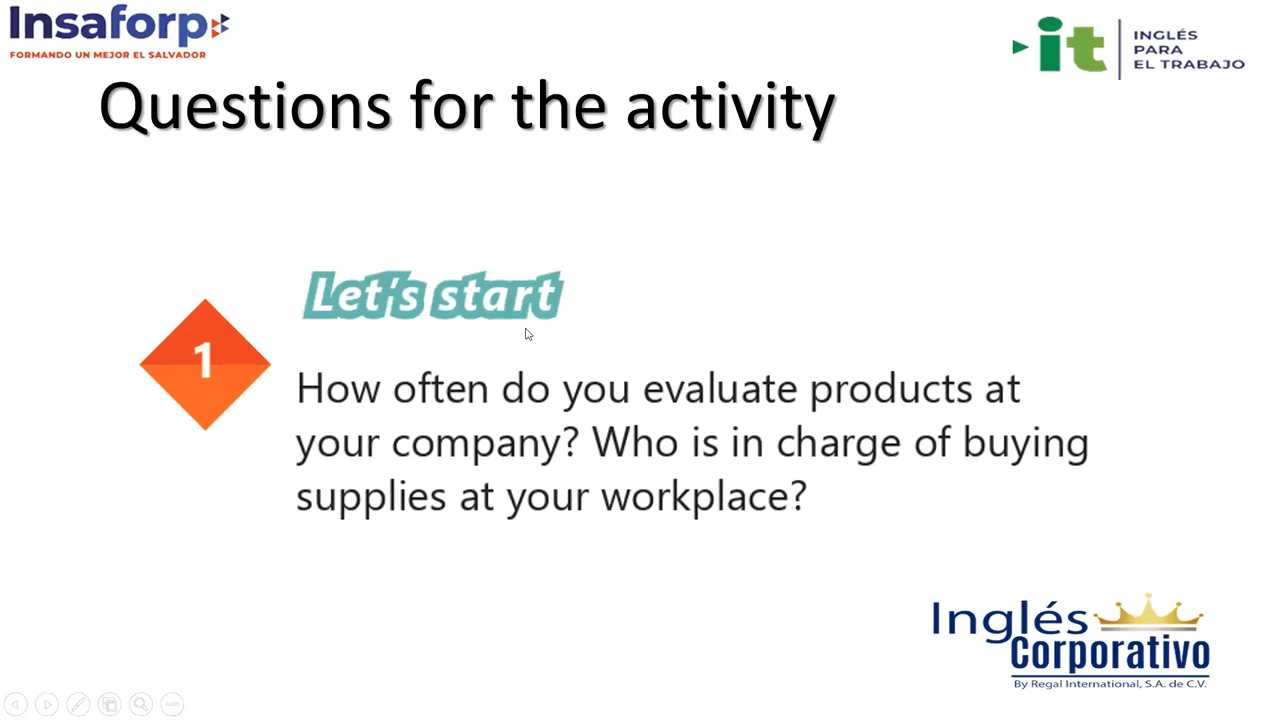 Insaforp
FORMANDO UN MEJOR EL SALVADOR
it
INGLÉS
PARA
EL TRABAJO
Questions for the activity
Let's start
1
How often do you evaluate products at
your company? Who is in charge of buying
supplies at your workplace?
Inglés
Corporativo
By Regal International, S.A. de C.V.